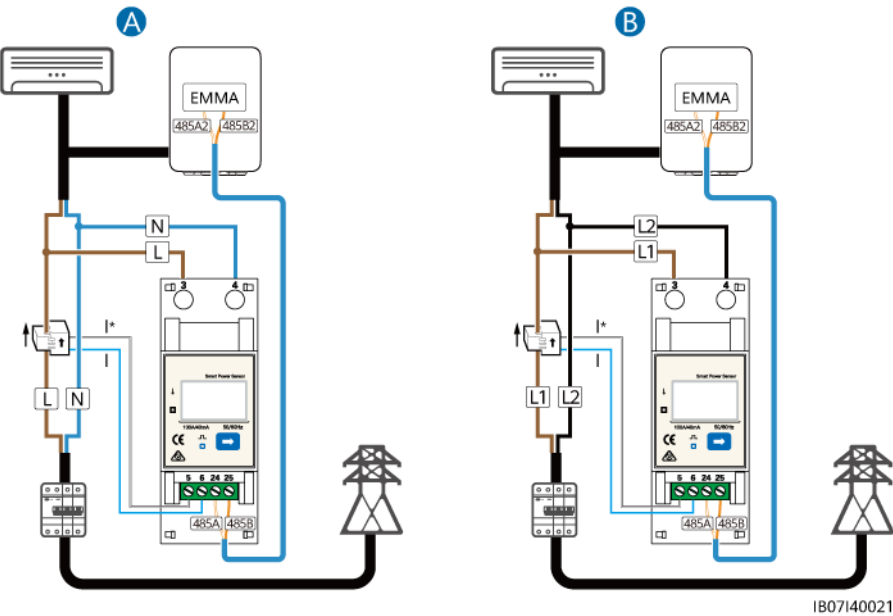 A
EMMA
485A2 485B2
N
L
3 4
I*
I
L N
Smart Power Sensor
100A/40mA 50/60Hz
CE
5 6 24 25
485A 485B
B
EMMA
485A2 485B2
L2
L1
3 4
I*
I
L1 L2
Smart Power Sensor
100A/40mA 50/60Hz
CE
5 6 24 25
485A 485B
IB07I40021